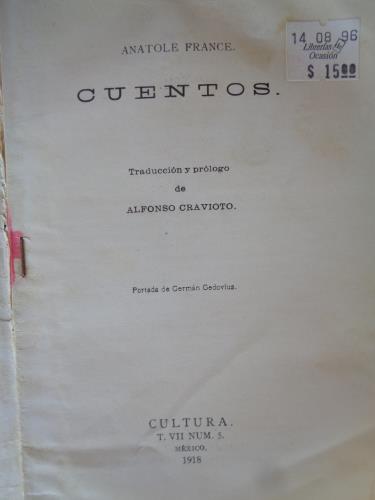 14 08 96
Librerías
Ocasión
$ 15.00
ANATOLE FRANCE.
CUENTOS.
Traducción y prólogo
de
ALFONSO CRAVIOTO.
Portada de Germán Gedovius.
CULTURA.
T. VII NUM. 5.
MÉXICO.
1918